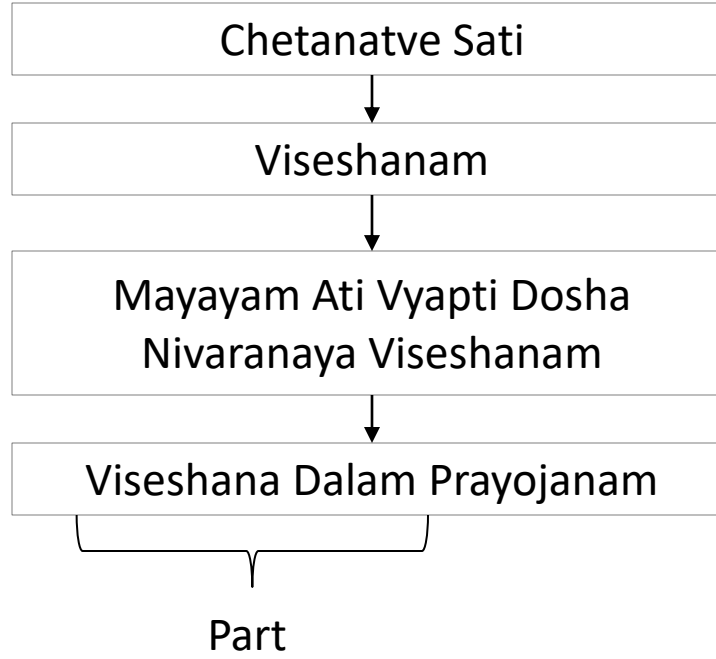 Chetanatve Sati
Viseshanam
Mayayam Ati Vyapti Dosha
Nivaranaya Viseshanam
Viseshana Dalam Prayojanam
Part